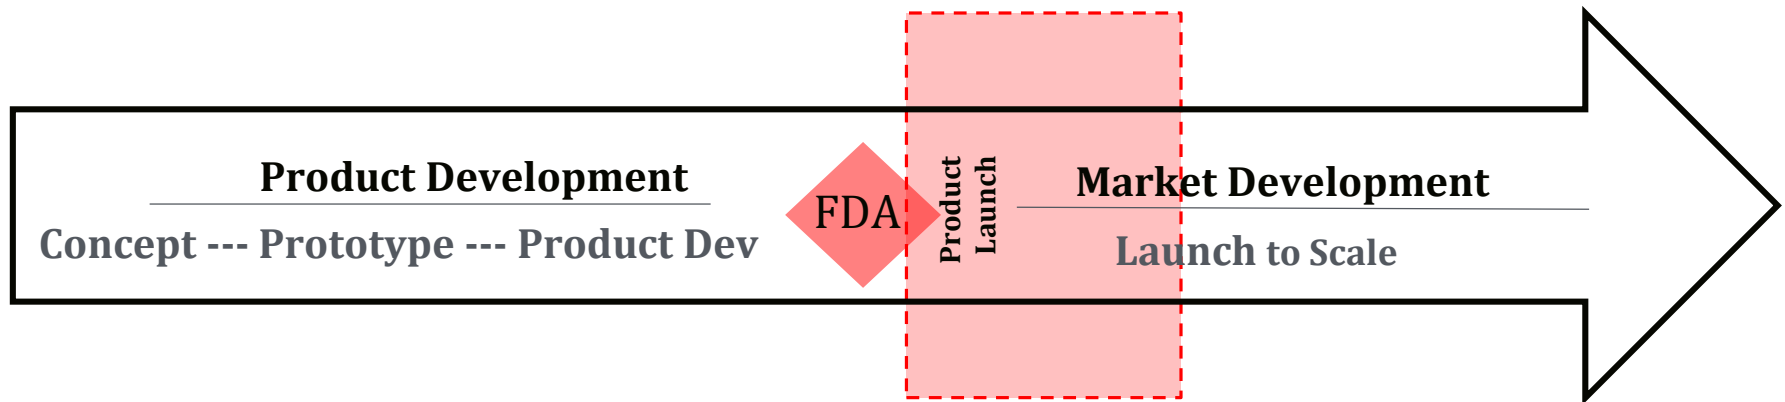 Product Development
Concept --- Prototype --- Product Dev
FDA
Product
Launch
Market Development
Launch to Scale